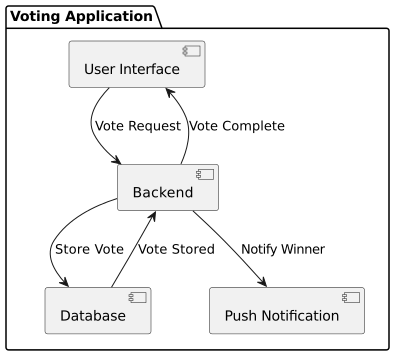 Voting Application
User Interface
Vote Request
Vote Complete
Backend
Store Vote
Vote Stored
Notify Winner
Database
Push Notification